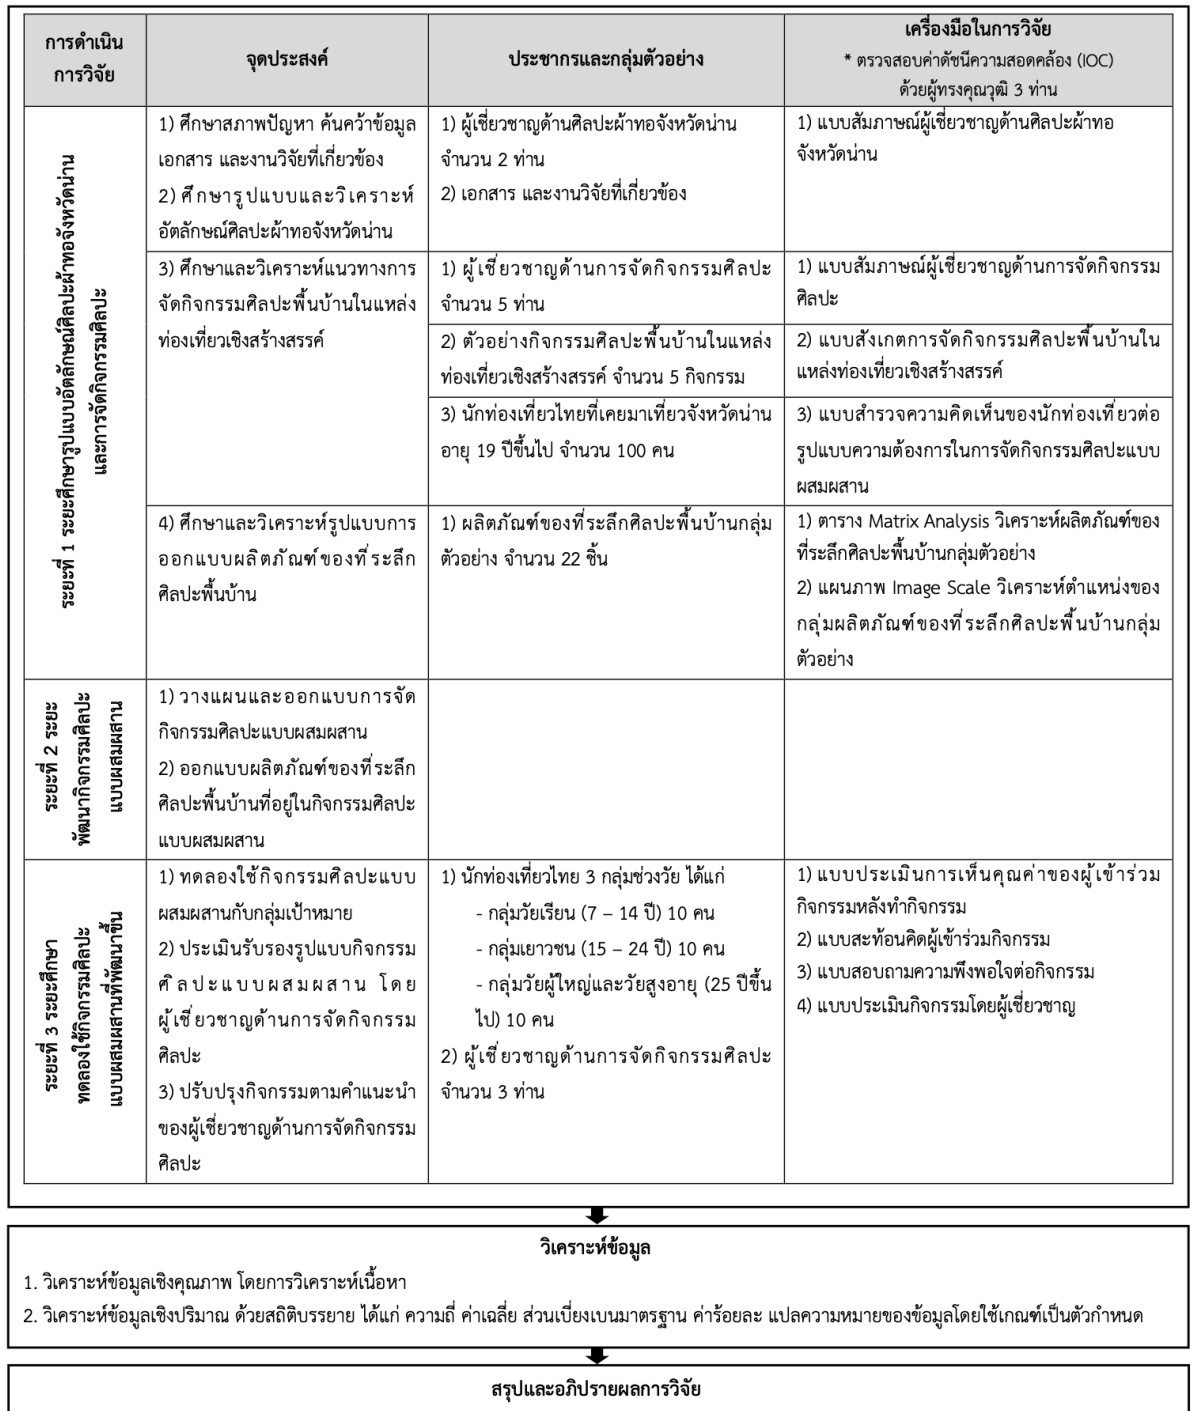 การดำเนิน
การวิจัย
จุดประสงค์
ประชากรและกลุ่มตัวอย่าง
เครื่องมือในการวิจัย
* ตรวจสอบค่าดัชนีความสอดคล้อง (IOC)
ด้วยผู้ทรงคุณวุฒิ 3 ท่าน
ระยะที่ 1 ระยะศึกษารูปแบบอัตลักษณ์ศิลปะผ้าทอจังหวัดน่าน
และการจัดกิจกรรมศิลปะ
1) ศึกษาสภาพปัญหา ค้นคว้าข้อมูล
เอกสาร และงานวิจัยที่เกี่ยวข้อง
2) ศึกษารูปแบบและวิเคราะห์
อัตลักษณ์ศิลปะผ้าทอจังหวัดน่าน
1) ผู้เชี่ยวชาญด้านศิลปะผ้าทอจังหวัดน่าน
จำนวน 2 ท่าน
2) เอกสาร และงานวิจัยที่เกี่ยวข้อง
1) แบบสัมภาษณ์ผู้เชี่ยวชาญด้านศิลปะผ้าทอ
จังหวัดน่าน
3) ศึกษาและวิเคราะห์แนวทางการ
จัดกิจกรรมศิลปะพื้นบ้านในแหล่ง
ท่องเที่ยวเชิงสร้างสรรค์
1) ผู้เชี่ยวชาญด้านการจัดกิจกรรมศิลปะ
จำนวน 5 ท่าน
1) แบบสัมภาษณ์ผู้เชี่ยวชาญด้านการจัดกิจกรรม
ศิลปะ
2) ตัวอย่างกิจกรรมศิลปะพื้นบ้านในแหล่ง
ท่องเที่ยวเชิงสร้างสรรค์ จำนวน 5 กิจกรรม
2) แบบสังเกตการจัดกิจกรรมศิลปะพื้นบ้านใน
แหล่งท่องเที่ยวเชิงสร้างสรรค์
3) นักท่องเที่ยวไทยที่เคยมาเที่ยวจังหวัดน่าน
อายุ 19 ปีขึ้นไป จำนวน 100 คน
3) แบบสำรวจความคิดเห็นของนักท่องเที่ยวต่อ
รูปแบบความต้องการในการจัดกิจกรรมศิลปะแบบ
ผสมผสาน
4) ศึกษาและวิเคราะห์รูปแบบการ
ออกแบบผลิตภัณฑ์ของที่ระลึก
ศิลปะพื้นบ้าน
1) ผลิตภัณฑ์ของที่ระลึกศิลปะพื้นบ้านกลุ่ม
ตัวอย่าง จำนวน 22 ชิ้น
1) ตาราง Matrix Analysis วิเคราะห์ผลิตภัณฑ์ของ
ที่ระลึกศิลปะพื้นบ้านกลุ่มตัวอย่าง
2) แผนภาพ Image Scale วิเคราะห์ตำแหน่งของ
กลุ่มผลิตภัณฑ์ของที่ระลึกศิลปะพื้นบ้านกลุ่ม
ตัวอย่าง
ระยะที่ 2 ระยะ
พัฒนากิจกรรมศิลปะ
แบบผสมผสาน
1) วางแผนและออกแบบการจัด
กิจกรรมศิลปะแบบผสมผสาน
2) ออกแบบผลิตภัณฑ์ของที่ระลึก
ศิลปะพื้นบ้านที่อยู่ในกิจกรรมศิลปะ
แบบผสมผสาน
ระยะที่ 3 ระยะศึกษา
ทดลองใช้กิจกรรมศิลปะ
แบบผสมผสานที่พัฒนาขึ้น
1) ทดลองใช้กิจกรรมศิลปะแบบ
ผสมผสานกับกลุ่มเป้าหมาย
2) ประเมินรับรองรูปแบบกิจกรรม
ศิลปะแบบผสมผสาน โดย
ผู้เชี่ยวชาญด้านการจัดกิจกรรม
ศิลปะ
3) ปรับปรุงกิจกรรมตามคำแนะนำ
ของผู้เชี่ยวชาญด้านการจัดกิจกรรม
ศิลปะ
1) นักท่องเที่ยวไทย 3 กลุ่มช่วงวัย ได้แก่
- กลุ่มวัยเรียน (7 – 14 ปี) 10 คน
- กลุ่มเยาวชน (15 – 24 ปี) 10 คน
- กลุ่มวัยผู้ใหญ่และวัยสูงอายุ (25 ปีขึ้น
ไป) 10 คน
2) ผู้เชี่ยวชาญด้านการจัดกิจกรรมศิลปะ
จำนวน 3 ท่าน
1) แบบประเมินการเห็นคุณค่าของผู้เข้าร่วม
กิจกรรมหลังทำกิจกรรม
2) แบบสะท้อนคิดผู้เข้าร่วมกิจกรรม
3) แบบสอบถามความพึงพอใจต่อกิจกรรม
4) แบบประเมินกิจกรรมโดยผู้เชี่ยวชาญ
วิเคราะห์ข้อมูล
1. วิเคราะห์ข้อมูลเชิงคุณภาพ โดยการวิเคราะห์เนื้อหา
2. วิเคราะห์ข้อมูลเชิงปริมาณ ด้วยสถิติบรรยาย ได้แก่ ความถี่ ค่าเฉลี่ย ส่วนเบี่ยงเบนมาตรฐาน ค่าร้อยละ แปลความหมายของข้อมูลโดยใช้เกณฑ์เป็นตัวกำหนด
สรุปและอภิปรายผลการวิจัย